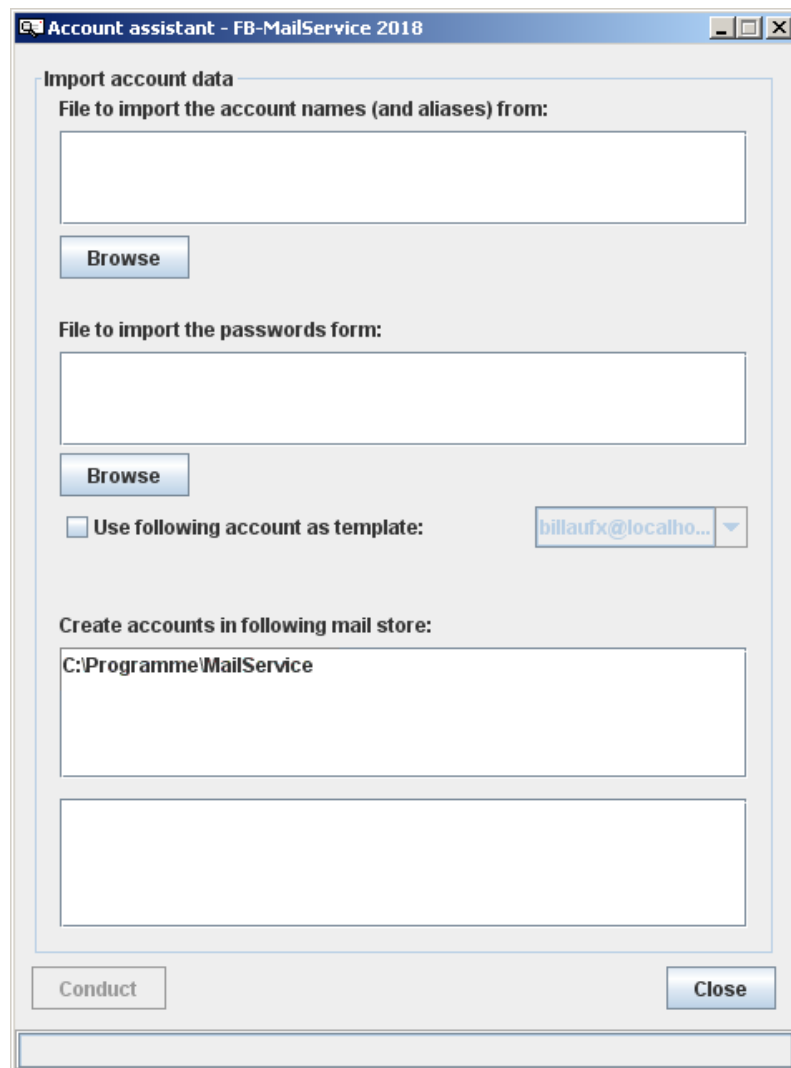 Account assistant - FB-MailService 2018
Import account data
File to import the account names (and aliases) from:
Browse
File to import the passwords form:
Browse
Use following account as template:
billaufx@localho...
Create accounts in following mail store:
C:\Programme\MailService
Conduct
Close